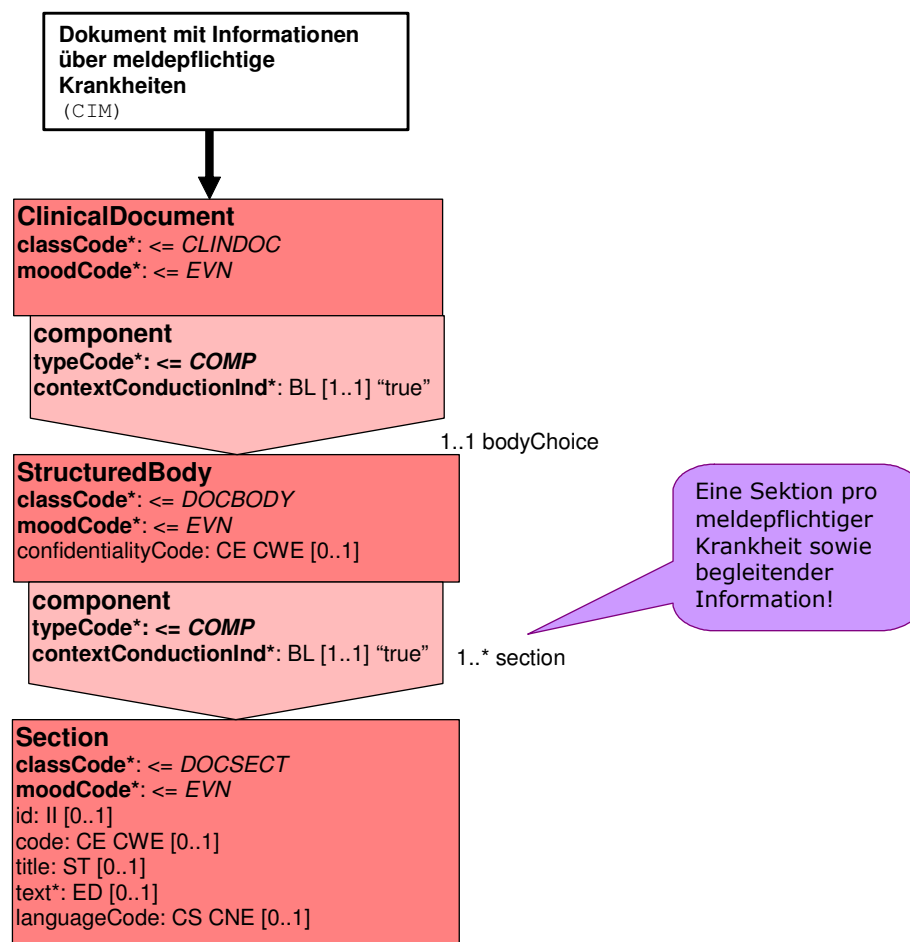 Dokument mit Informationen
über meldepflichtige
Krankheiten
(CIM)
ClinicalDocument
classCode*: <= CLINDOC
moodCode*: <= EVN
component
typeCode*: <= COMP
contextConductionInd*: BL [1..1] “true”
1..1 bodyChoice
StructuredBody
classCode*: <= DOCBODY
moodCode*: <= EVN
confidentialityCode: CE CWE [0..1]
Eine Sektion pro
meldepflichtiger
Krankheit sowie
begleitender
Information!
component
typeCode*: <= COMP
contextConductionInd*: BL [1..1] “true”
1..* section
Section
classCode*: <= DOCSECT
moodCode*: <= EVN
id: II [0..1]
code: CE CWE [0..1]
title: ST [0..1]
text*: ED [0..1]
languageCode: CS CNE [0..1]